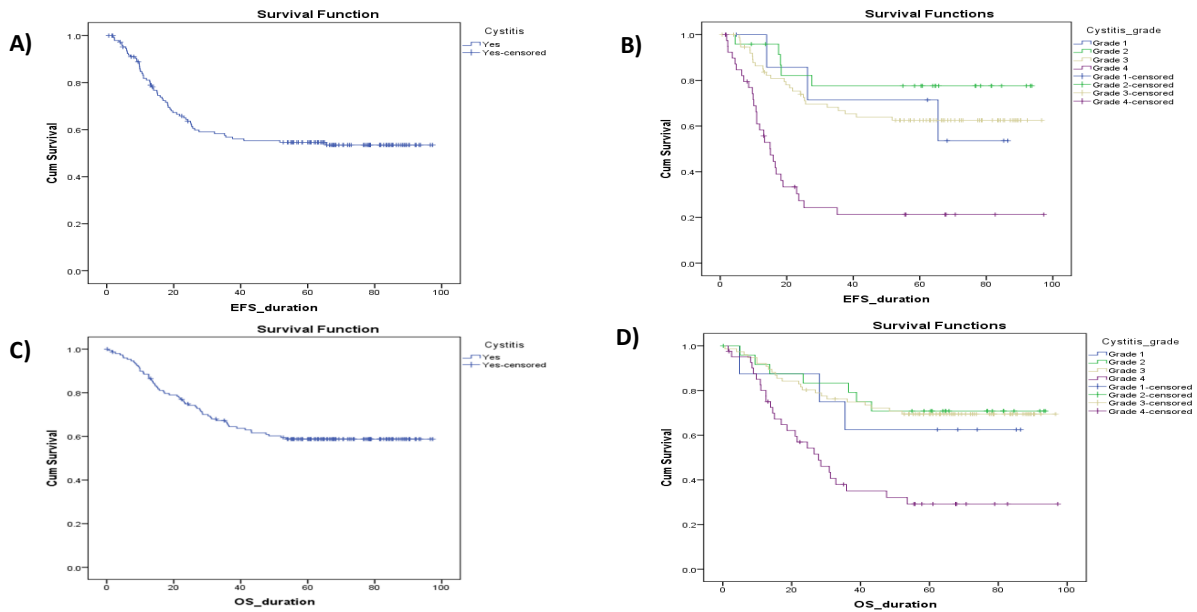 A)
Survival Function
Cum Survival
1.0
0.8
0.6
0.4
0.2
0.0
0 20 40 60 80 100
EFS_duration
Cystitis
Yes
Yes-censored
B)
Survival Functions
Cum Survival
1.0
0.8
0.6
0.4
0.2
0.0
0 20 40 60 80 100
EFS_duration
Cystitis_grade
Grade 1
Grade 2
Grade 3
Grade 4
Grade 1-censored
Grade 2-censored
Grade 3-censored
Grade 4-censored
C)
Survival Function
Cum Survival
1.0
0.8
0.6
0.4
0.2
0.0
0 20 40 60 80 100
OS_duration
Cystitis
Yes
Yes-censored
D)
Survival Functions
Cum Survival
1.0
0.8
0.6
0.4
0.2
0.0
0 20 40 60 80 100
OS_duration
Cystitis_grade
Grade 1
Grade 2
Grade 3
Grade 4
Grade 1-censored
Grade 2-censored
Grade 3-censored
Grade 4-censored